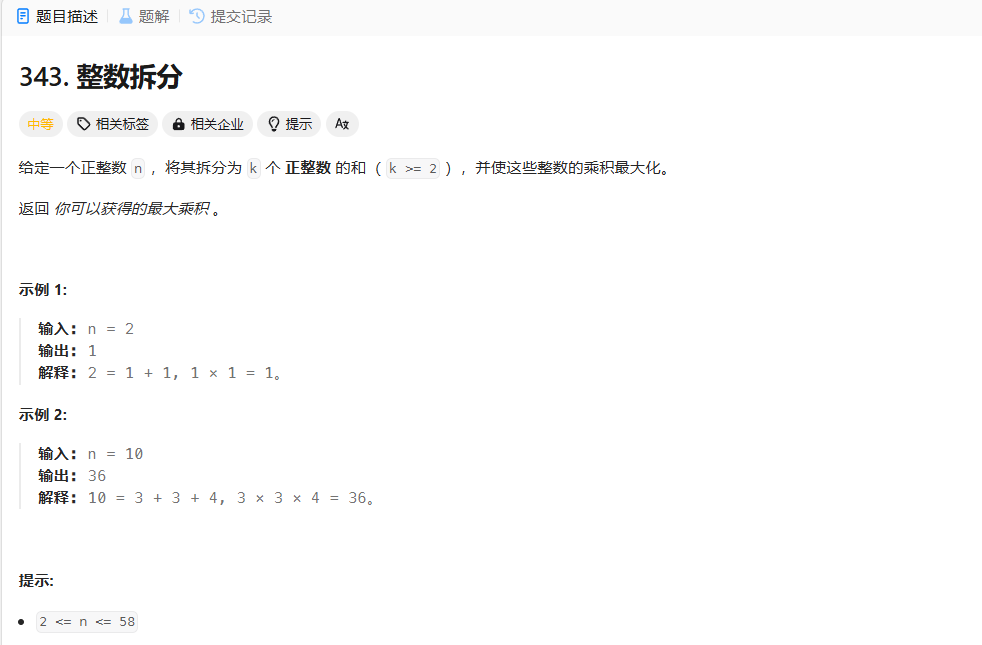 题目描述 题解 提交记录
343. 整数拆分
中等 相关标签 相关企业 提示 Aあ
给定一个正整数 n ，将其拆分为 k 个 正整数 的和（ k >= 2 ），并使这些整数的乘积最大化。
返回 你可以获得的最大乘积 。
示例 1:
输入: n = 2
输出: 1
解释: 2 = 1 + 1, 1 × 1 = 1。
示例 2:
输入: n = 10
输出: 36
解释: 10 = 3 + 3 + 4, 3 × 3 × 4 = 36。
提示:
2 <= n <= 58